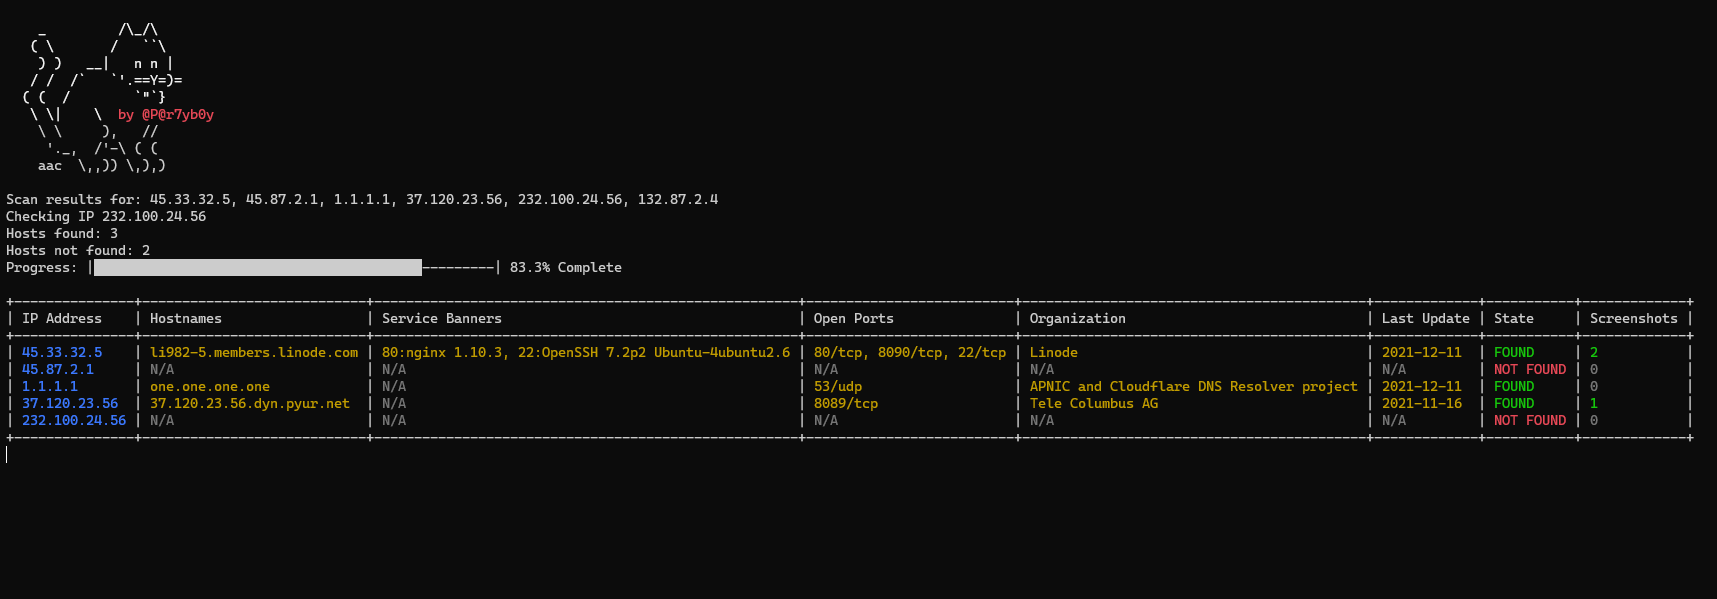 _         /\_/\
   ( \       /   ``\
    ) )   __|   n n |
   / /  /`   `'.==Y=)=
  ( (  /        `"`}
   \ \|    \  by @P@r7yb0y
    \ \     ),   //
     '._,  /'-\ ( (
    aac  \,,)) \,),)
Scan results for: 45.33.32.5, 45.87.2.1, 1.1.1.1, 37.120.23.56, 232.100.24.56, 132.87.2.4
Checking IP 232.100.24.56
Hosts found: 3
Hosts not found: 2
Progress: |█████████████████████████████████████████---------| 83.3% Complete
| IP Address | Hostnames | Service Banners | Open Ports | Organization | Last Update | State | Screenshots |
| 45.33.32.5 | li982-5.members.linode.com | 80:nginx 1.10.3, 22:OpenSSH 7.2p2 Ubuntu-4ubuntu2.6 | 80/tcp, 8090/tcp, 22/tcp | Linode | 2021-12-11 | FOUND | 2 |
| 45.87.2.1 | N/A | N/A | N/A | N/A | N/A | NOT FOUND | 0 |
| 1.1.1.1 | one.one.one.one | N/A | 53/udp | APNIC and Cloudflare DNS Resolver project | 2021-12-11 | FOUND | 0 |
| 37.120.23.56 | 37.120.23.56.dyn.pyur.net | N/A | 8089/tcp | Tele Columbus AG | 2021-11-16 | FOUND | 1 |
| 232.100.24.56 | N/A | N/A | N/A | N/A | N/A | NOT FOUND | 0 |